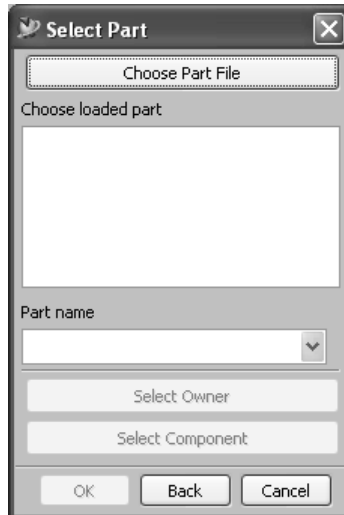 Select Part
Choose Part File
Choose loaded part
Part name
Select Owner
Select Component
OK Back Cancel